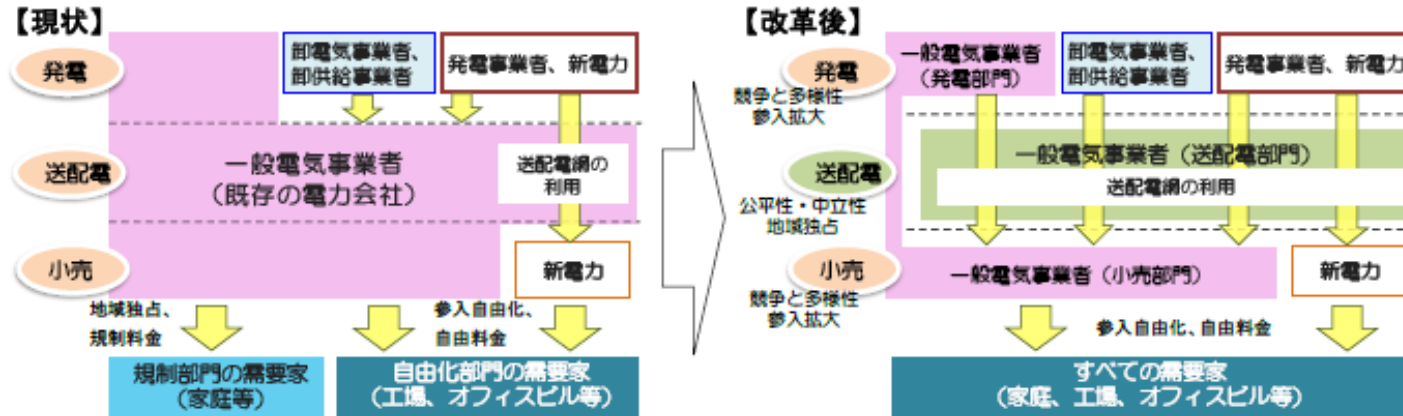 【現状】
発電
卸電気事業者、
卸供給事業者
発電事業者、新電力
送配電
一般電気事業者
(既存の電力会社)
送配電網の
利用
小売
新電力
地域独占、
規制料金
参入自由化、
自由料金
規制部門の需要家
(家庭等)
自由化部門の需要家
(工場、オフィスビル等)
【改革後】
発電
競争と多様性
参入拡大
一般電気事業者
(発電部門)
卸電気事業者、
卸供給事業者
発電事業者、新電力
送配電
公平性・中立性
地域独占
一般電気事業者(送配電部門)
送配電網の利用
小売
競争と多様性
参入拡大
一般電気事業者(小売部門)
新電力
参入自由化、自由料金
すべての需要家
(家庭、工場、オフィスビル等)